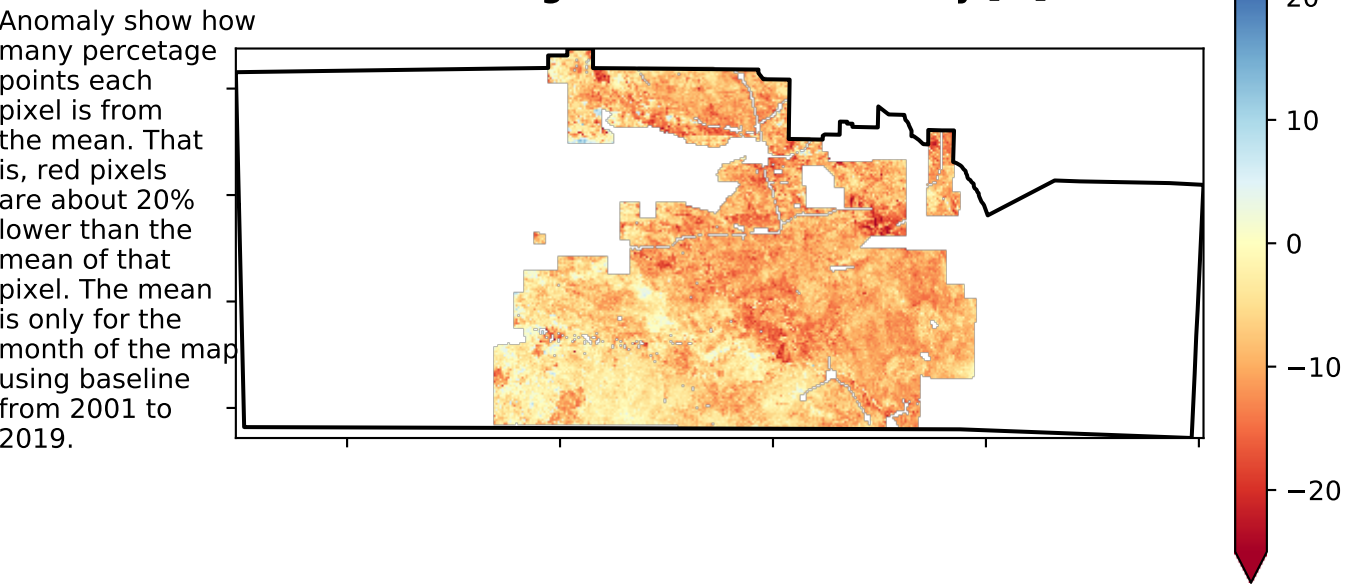 Anomaly show how
many percetage
points each
pixel is from
the mean. That
is, red pixels
are about 20%
lower than the
mean of that
pixel. The mean
is only for the
month of the map
using baseline
from 2001 to
2019.
20
10
0
−10
−20